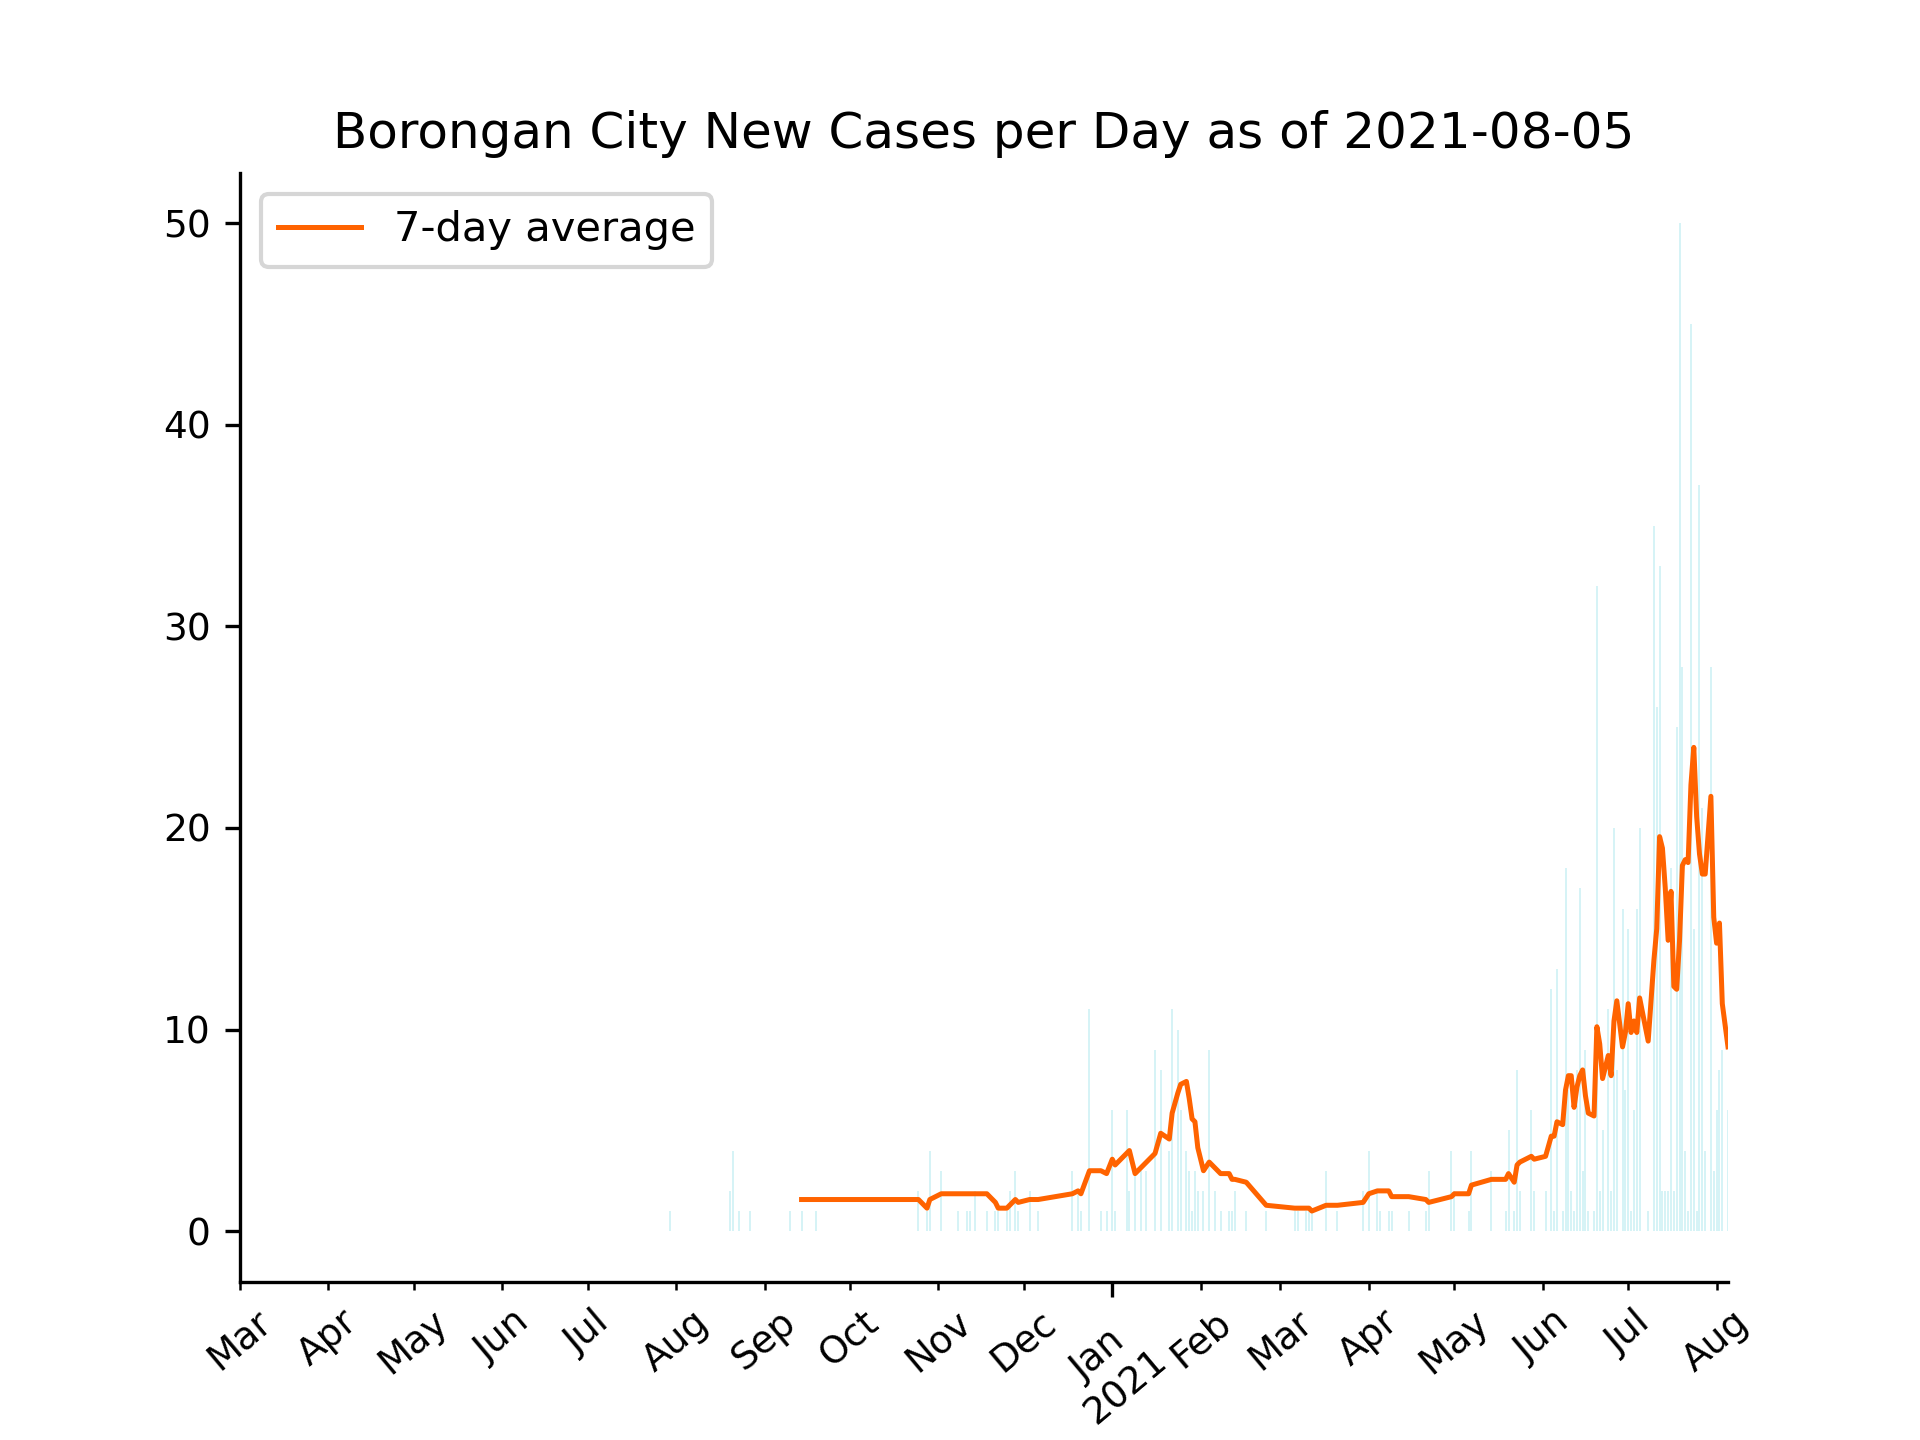 Borongan City New Cases per Day as of 2021-08-05
7-day average
50
40
30
20
10
0
Mar Apr May Jun Jul Aug Sep Oct Nov Dec Jan Feb Mar Apr May Jun Jul Aug
2021